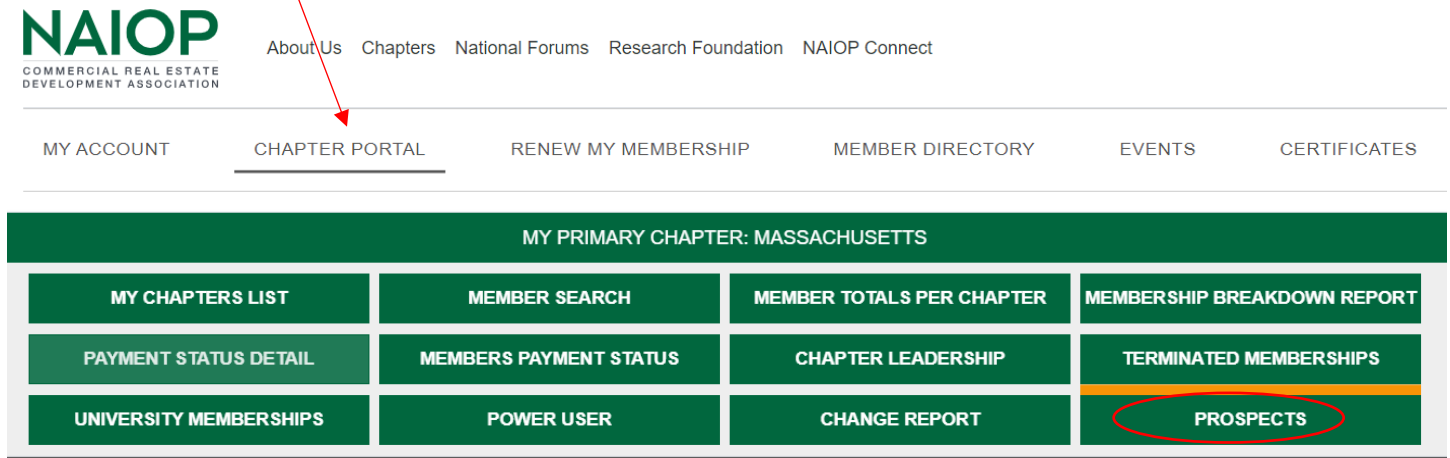 NAIOP
COMMERCIAL REAL ESTATE
DEVELOPMENT ASSOCIATION
About Us Chapters National Forums Research Foundation NAIOP Connect
MY ACCOUNT CHAPTER PORTAL RENEW MY MEMBERSHIP MEMBER DIRECTORY EVENTS CERTIFICATES
MY PRIMARY CHAPTER: MASSACHUSETTS
MY CHAPTERS LIST MEMBER SEARCH MEMBER TOTALS PER CHAPTER MEMBERSHIP BREAKDOWN REPORT
PAYMENT STATUS DETAIL MEMBERS PAYMENT STATUS CHAPTER LEADERSHIP TERMINATED MEMBERSHIPS
UNIVERSITY MEMBERSHIPS POWER USER CHANGE REPORT PROSPECTS